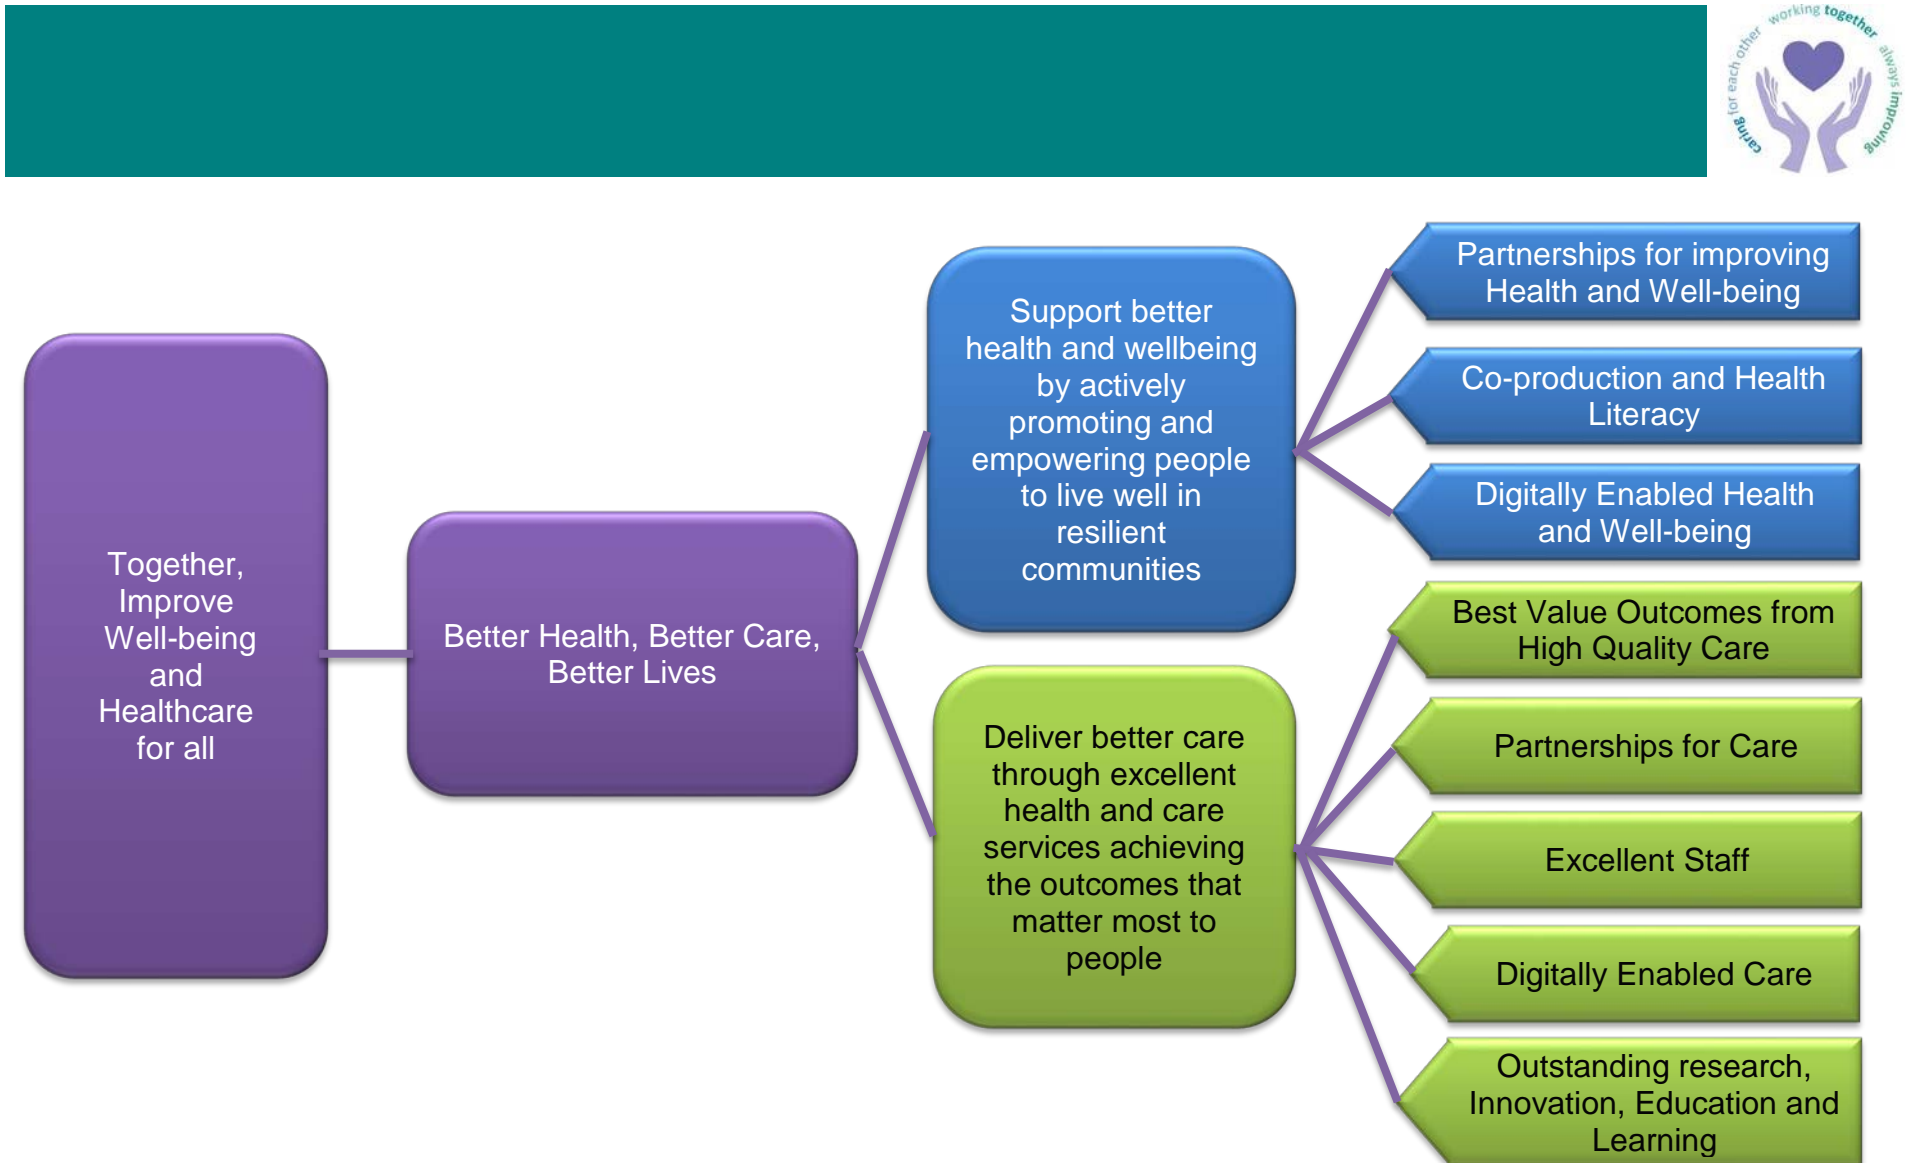 caring for each other working together always improving
Together,
Improve
Well-being
and
Healthcare
for all
Better Health, Better Care,
Better Lives
Support better
health and wellbeing
by actively
promoting and
empowering people
to live well in
resilient
communities
Deliver better care
through excellent
health and care
services achieving
the outcomes that
matter most to
people
Partnerships for improving
Health and Well-being
Co-production and Health
Literacy
Digitally Enabled Health
and Well-being
Best Value Outcomes from
High Quality Care
Partnerships for Care
Excellent Staff
Digitally Enabled Care
Outstanding research,
Innovation, Education and
Learning